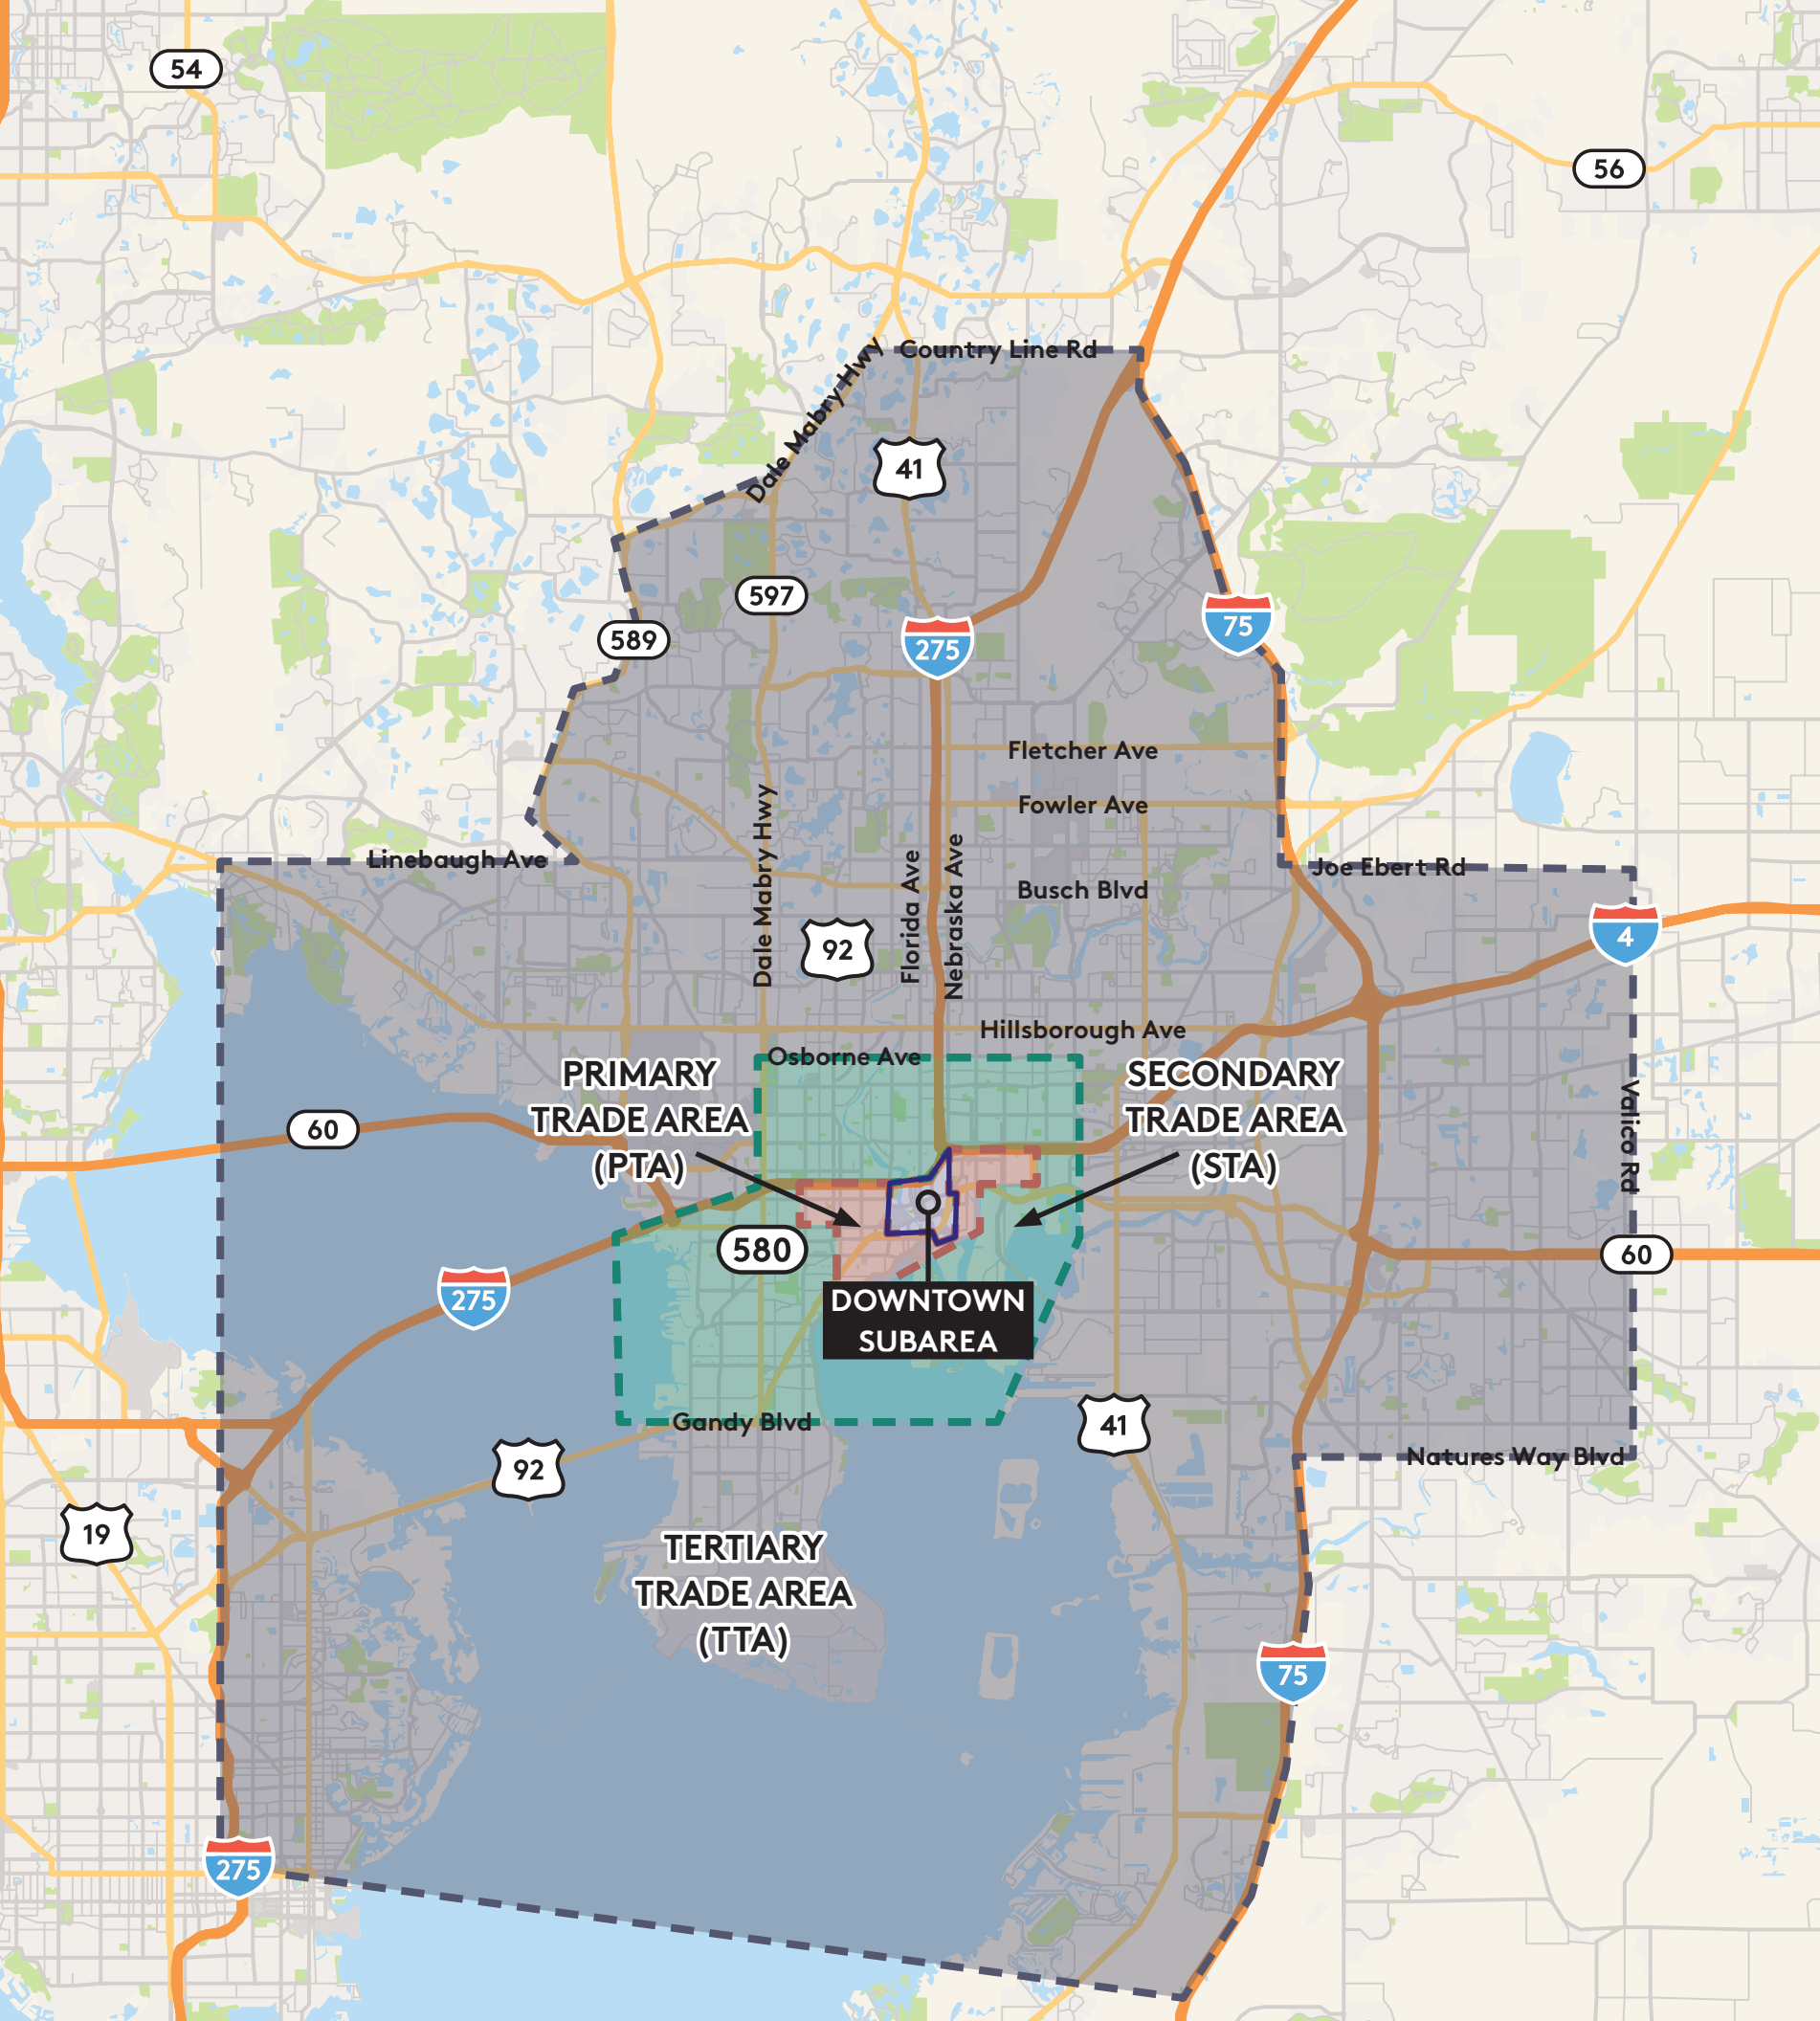 54
56
Country Line Rd
Dale Mabry Hwy
41
597
589
275
75
Fletcher Ave
Fowler Ave
Linebaugh Ave
Joe Ebert Rd
Dale Mabry Hwy
Florida Ave
Nebraska Ave
Busch Blvd
92
4
Hillsborough Ave
Osborne Ave
PRIMARY
TRADE AREA
(PTA)
SECONDARY
TRADE AREA
(STA)
60
Valico Rd
580
60
275
DOWNTOWN
SUBAREA
Gandy Blvd
41
Natures Way Blvd
92
19
TERTIARY
TRADE AREA
(TTA)
75
275